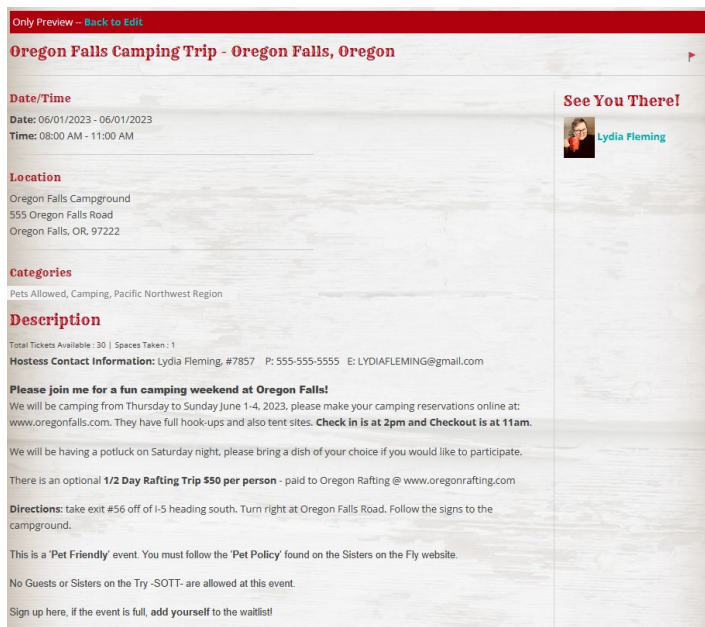 Only Preview -- Back to Edit
Oregon Falls Camping Trip - Oregon Falls, Oregon
Date/Time
Date: 06/01/2023 - 06/01/2023
Time: 08:00 AM - 11:00 AM
Location
Oregon Falls Campground
555 Oregon Falls Road
Oregon Falls, OR, 97222
Categories
Pets Allowed, Camping, Pacific Northwest Region
See You There!
Lydia Fleming
Description
Total Tickets Available : 30 | Spaces Taken : 1
Hostess Contact Information: Lydia Fleming, #7857 P: 555-555-5555 E: LYDIAFLEMING@gmail.com
Please join me for a fun camping weekend at Oregon Falls!
We will be camping from Thursday to Sunday June 1-4, 2023, please make your camping reservations online at:
www.oregonfalls.com. They have full hook-ups and also tent sites. Check in is at 2pm and Checkout is at 11am.
We will be having a potluck on Saturday night, please bring a dish of your choice if you would like to participate.
There is an optional 1/2 Day Rafting Trip $50 per person - paid to Oregon Rafting @ www.oregonrafting.com
Directions: take exit #56 off of I-5 heading south. Turn right at Oregon Falls Road. Follow the signs to the
campground.
This is a 'Pet Friendly' event. You must follow the 'Pet Policy' found on the Sisters on the Fly website.
No Guests or Sisters on the Try -SOTT- are allowed at this event.
Sign up here, if the event is full, add yourself to the waitlist!